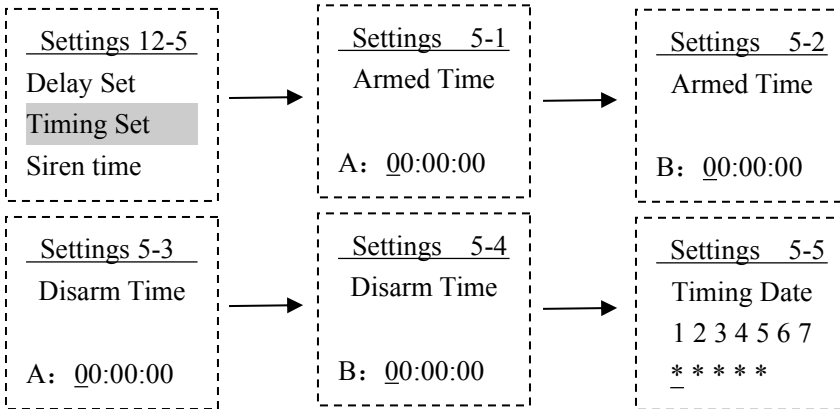 Settings 12-5
Delay Set
Timing Set
Siren time
Settings 5-1
Armed Time
A： 00:00:00
Settings 5-2
Armed Time
B： 00:00:00
Settings 5-3
Disarm Time
A： 00:00:00
Settings 5-4
Disarm Time
B： 00:00:00
Settings 5-5
Timing Date
1 2 3 4 5 6 7
* * * * *